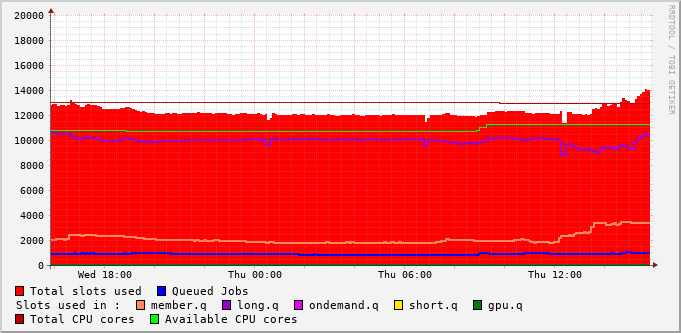 20000
18000
16000
14000
12000
10000
8000
6000
4000
2000
0
Wed 18:00 Thu 00:00 Thu 06:00 Thu 12:00
RRDTOOL / TOBI OETIKER
Total slots used Queued Jobs
Slots used in : member.q long.q ondemand.q short.q gpu.q
Total CPU cores Available CPU cores